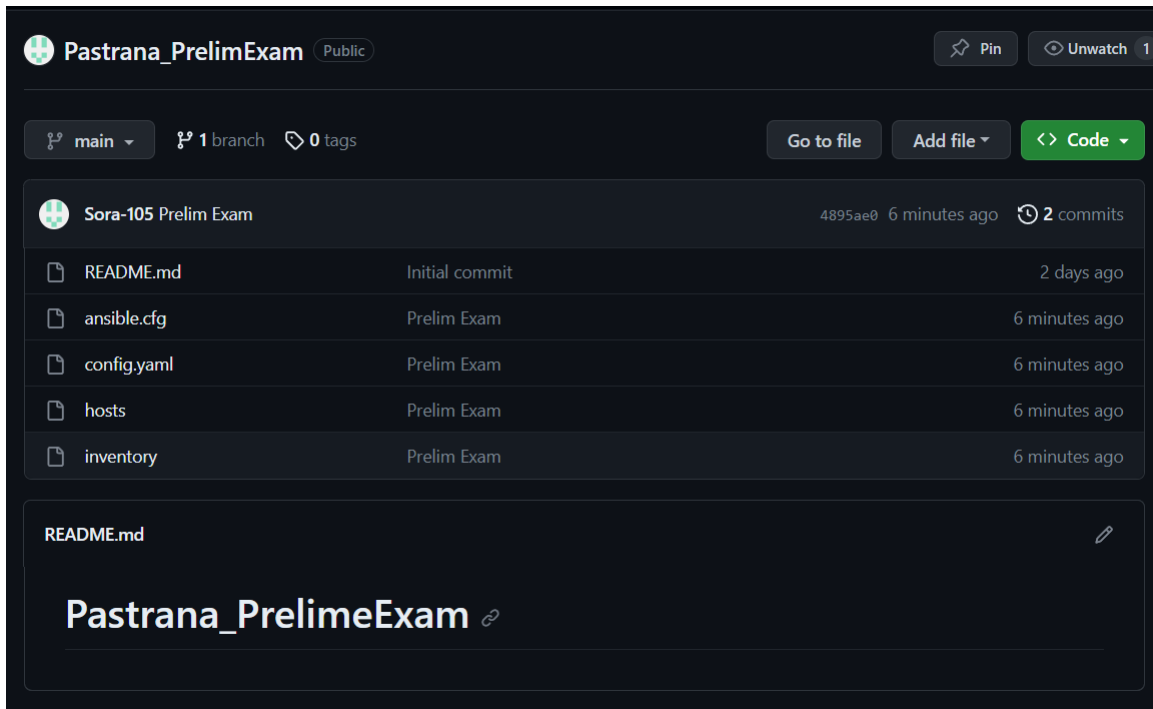 Pastrana_PrelimExam Public Pin Unwatch 1
main 1 branch 0 tags Go to file Add file <> Code
Sora-105 Prelim Exam 4895ae0 6 minutes ago 2 commits
README.md Initial commit 2 days ago
ansible.cfg Prelim Exam 6 minutes ago
config.yaml Prelim Exam 6 minutes ago
hosts Prelim Exam 6 minutes ago
inventory Prelim Exam 6 minutes ago
README.md
Pastrana_PrelimeExam